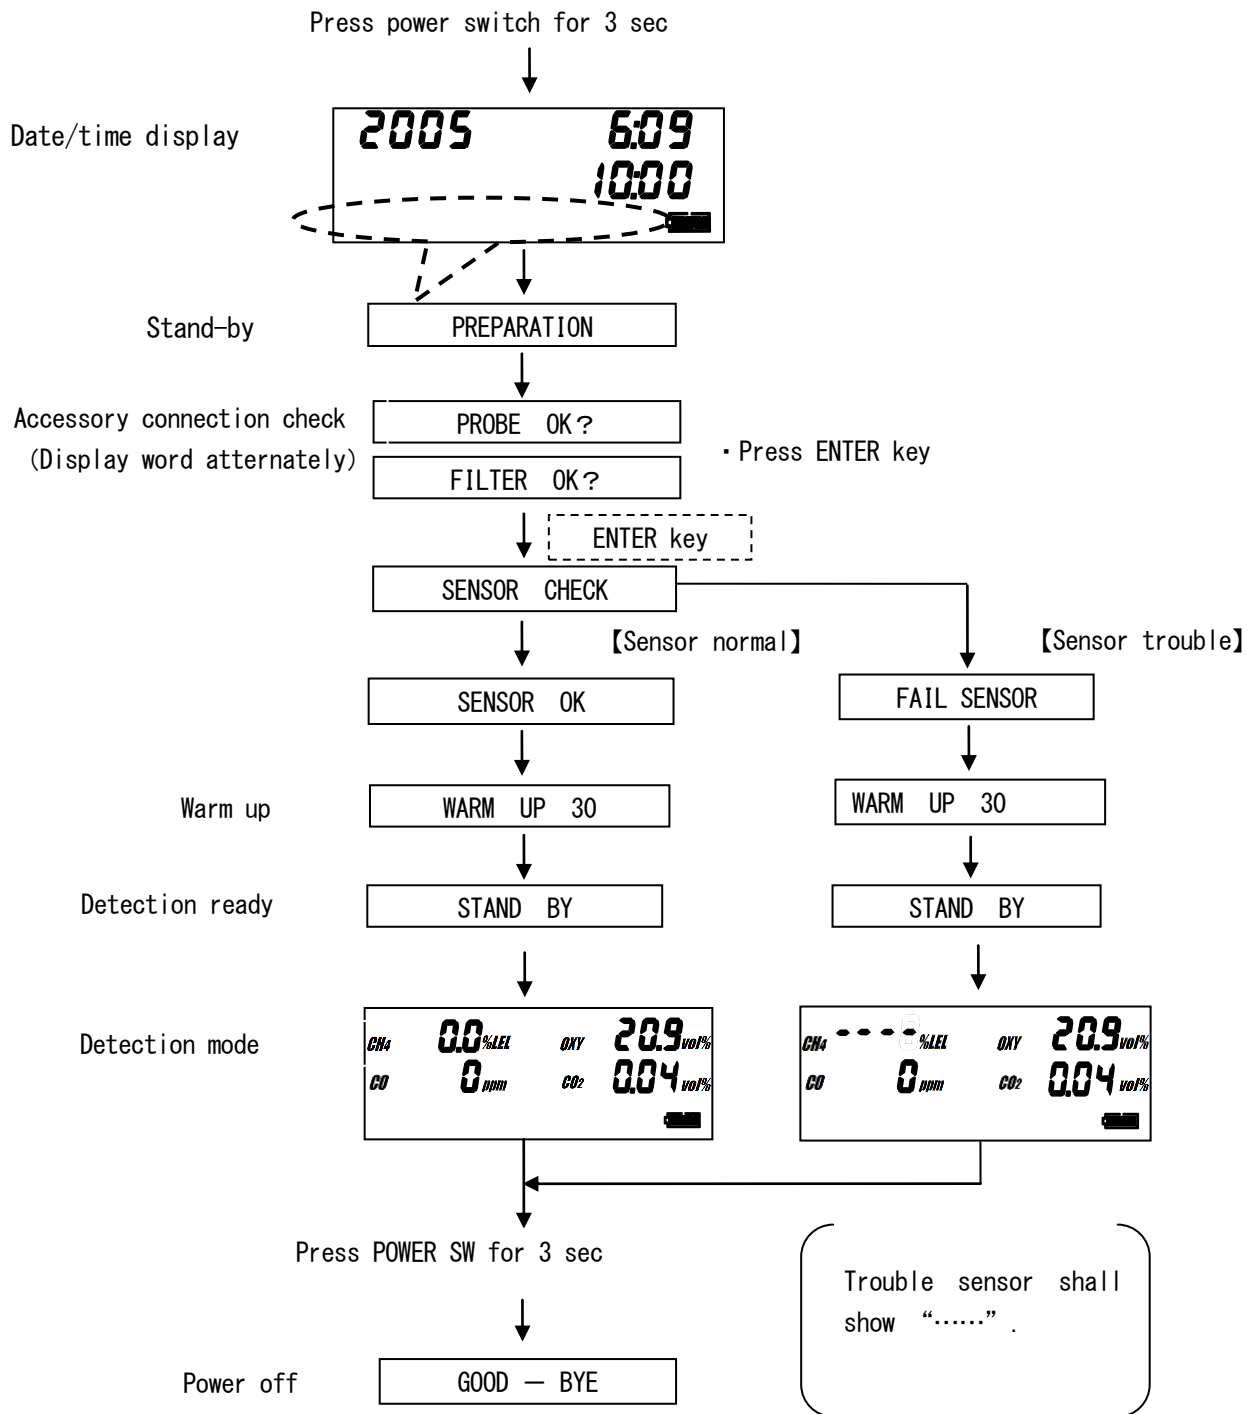 Press power switch for 3 sec
Date/time display
2005 6:09
10:00
Stand-by
PREPARATION
Accessory connection check
(Display word atternately)
PROBE OK?
FILTER OK?
・Press ENTER key
ENTER key
SENSOR CHECK
【Sensor normal】
【Sensor trouble】
SENSOR OK
FAIL SENSOR
Warm up
WARM UP 30
WARM UP 30
Detection ready
STAND BY
STAND BY
Detection mode
CH4 0.0 %LEL OXY 20.9 vol%
CO 0 ppm CO2 0.04 vol%
CH4 - - - - %LEL OXY 20.9 vol%
CO 0 ppm CO2 0.04 vol%
Press POWER SW for 3 sec
Trouble sensor shall
show “……” .
Power off
GOOD — BYE